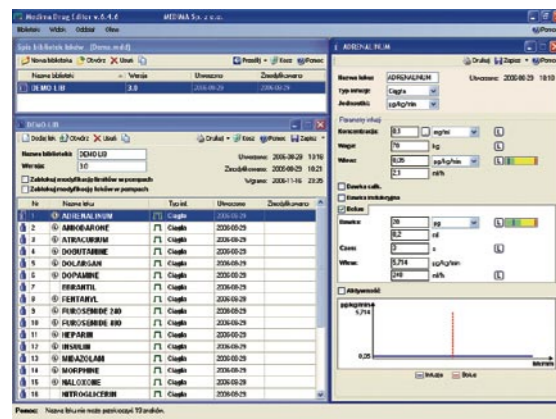 Medima Drug Editor v.6.4.6 MEDIMA Sp. z o.o.
Biblioteki Widok Oddział Okna Pomoc
Spis bibliotek leków (Demo.mdd)
Nowa biblioteka Otwórz Usuń Prześlij Kosz Pomoc
Nazwa biblioteki Wersja Utworzono Zmodyfikowano
DEMO LIB 3.0 2006-08-29 2006-08-29
DEMO LIB
Dodaj lek Otwórz Usuń Drukuj Kosz Pomoc Zapisz
Nazwa biblioteki: DEMO LIB Utworzono: 2006-08-29 13:16
Wersja: 3.0 Zmodyfikowano: 2006-08-29 18:21
Zablokuj modyfikację limitów w pompach Wgrano: 2006-11-16 23:35
Zablokuj modyfikację leków w pompach
Nr Nazwa leku Typ inf. Utworzono Zmodyfikowano
1 ADRENALINUM Ciągła 2006-08-29
2 AMIODARONE Ciągła 2006-08-29
3 ATRACURIUM Ciągła 2006-08-29
4 DOBUTAMINE Ciągła 2006-08-29
5 DOLARGAN Ciągła 2006-08-29
6 DOPAMINE Ciągła 2006-08-29
7 EBRANTIL Ciągła 2006-08-29
8 FENTANYL Ciągła 2006-08-29
9 FUROSEMIDE 240 Ciągła 2006-08-29
10 FUROSEMIDE 400 Ciągła 2006-08-29
11 HEPARIN Ciągła 2006-08-29
12 INSULIN Ciągła 2006-08-29
13 MIDAZOLAM Ciągła 2006-08-29
14 MORPHINE Ciągła 2006-08-29
15 NALOXONE Ciągła 2006-08-29
16 NITROGLICERIN Ciągła 2006-08-29
ADRENALINUM
Drukuj Zapisz Pomoc
Nazwa leku: ADRENALINUM Utworzono: 2006-08-29 18:10
Typ infuzji: Ciągła
Jednostki: µg/kg/min
Parametry infuzji
Koncentracja: 0,1 mg/ml L
Waga: 70 kg L
Wlew: 0,05 µg/kg/min L
2,1 ml/h
Dawka całk.
Dawka indukcyjna
Bolus
Dawka: 20 µg L
0,2 ml
Czas: 3 s L
Wlew: 5,714 µg/kg/min
240 ml/h
Aktywność
µg/kg/min
5,714
0,05
hh:mm
Infuzja Bolus
Pomoc: Nazwa leku nie może przekroczyć 19 znaków.